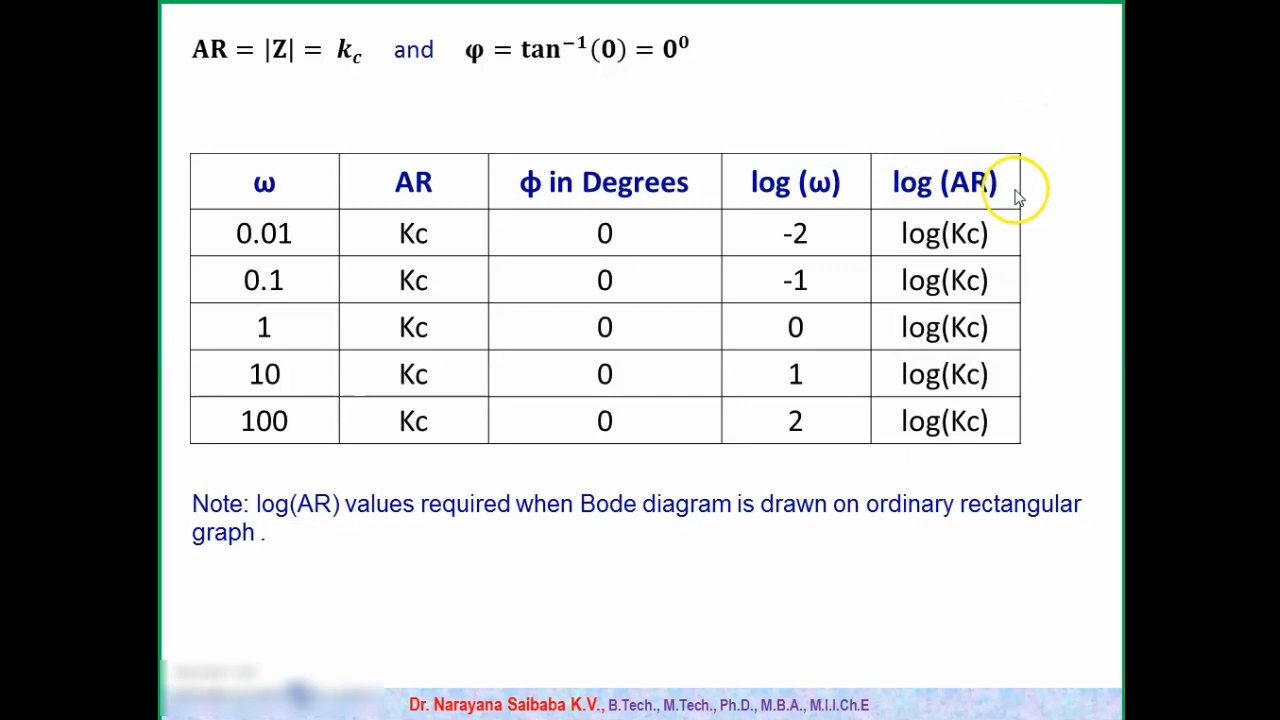 AR = |Z| = k_c and φ = tan⁻¹(0) = 0⁰
ω AR ϕ in Degrees log (ω) log (AR)
0.01 Kc 0 -2 log(Kc)
0.1 Kc 0 -1 log(Kc)
1 Kc 0 0 log(Kc)
10 Kc 0 1 log(Kc)
100 Kc 0 2 log(Kc)
Note: log(AR) values required when Bode diagram is drawn on ordinary rectangular
graph .
Dr. Narayana Saibaba K.V., B.Tech., M.Tech., Ph.D., M.B.A., M.I.I.Ch.E